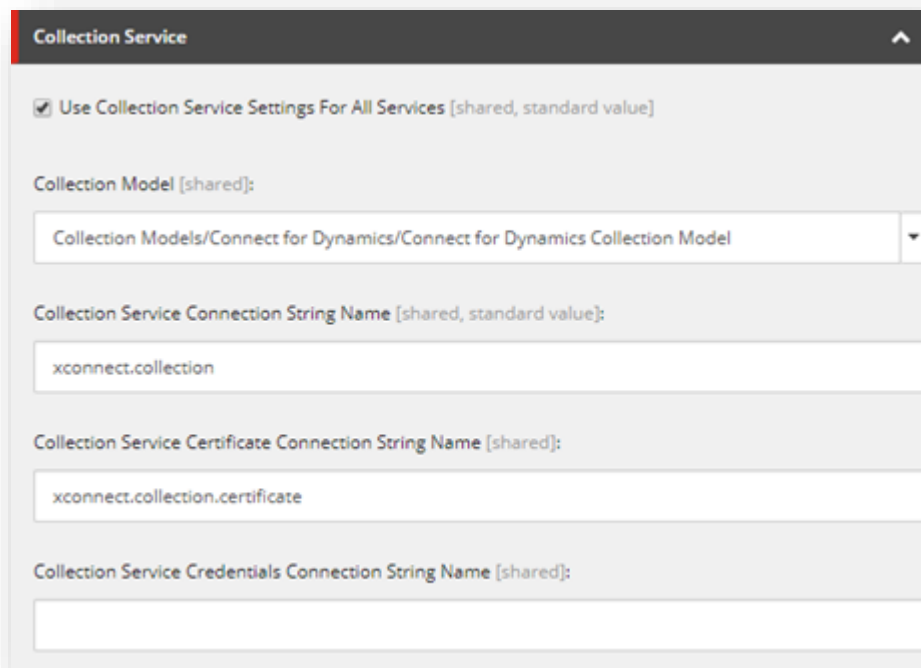 Collection Service
Use Collection Service Settings For All Services [shared, standard value]
Collection Model [shared]:
Collection Models/Connect for Dynamics/Connect for Dynamics Collection Model
Collection Service Connection String Name [shared, standard value]:
xconnect.collection
Collection Service Certificate Connection String Name [shared]:
xconnect.collection.certificate
Collection Service Credentials Connection String Name [shared]: